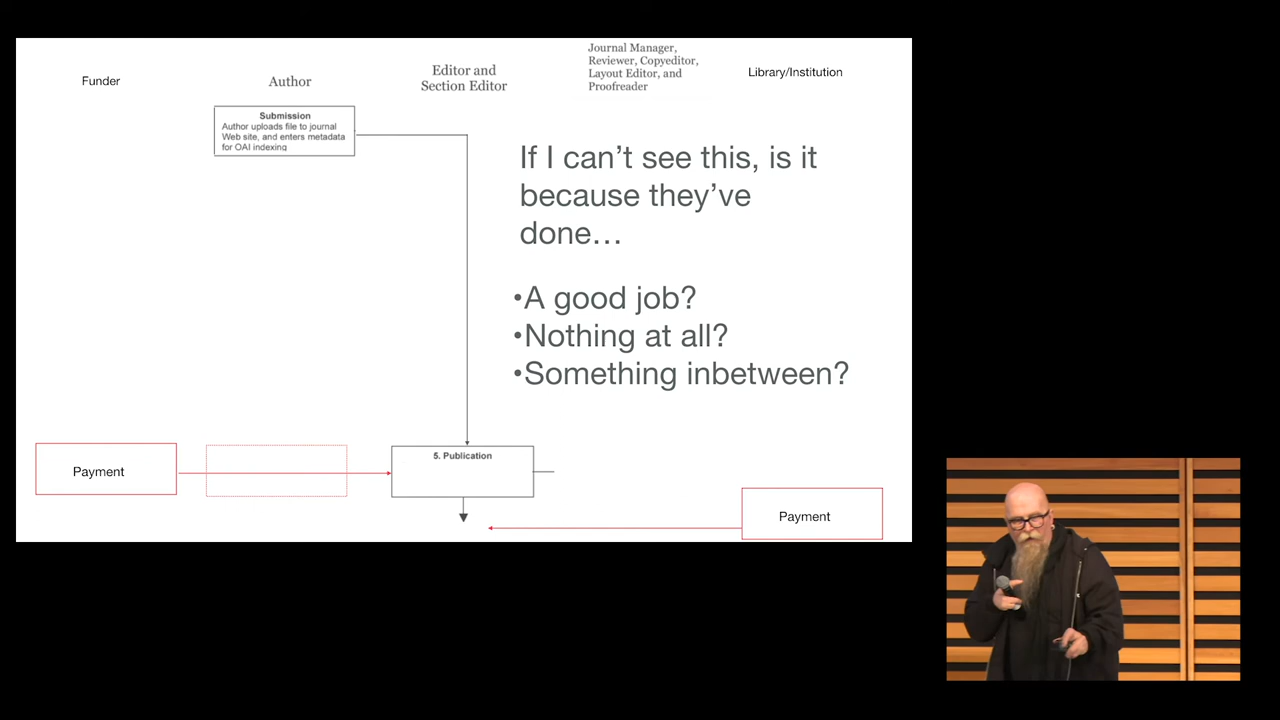 Funder
Author
Editor and
Section Editor
Journal Manager,
Reviewer, Copyeditor,
Layout Editor, and
Proofreader
Library/Institution
Submission
Author uploads file to journal
Web site, and enters metadata
for OAI indexing
If I can’t see this, is it
because they’ve
done…
•A good job?
•Nothing at all?
•Something inbetween?
Payment
5. Publication
Payment